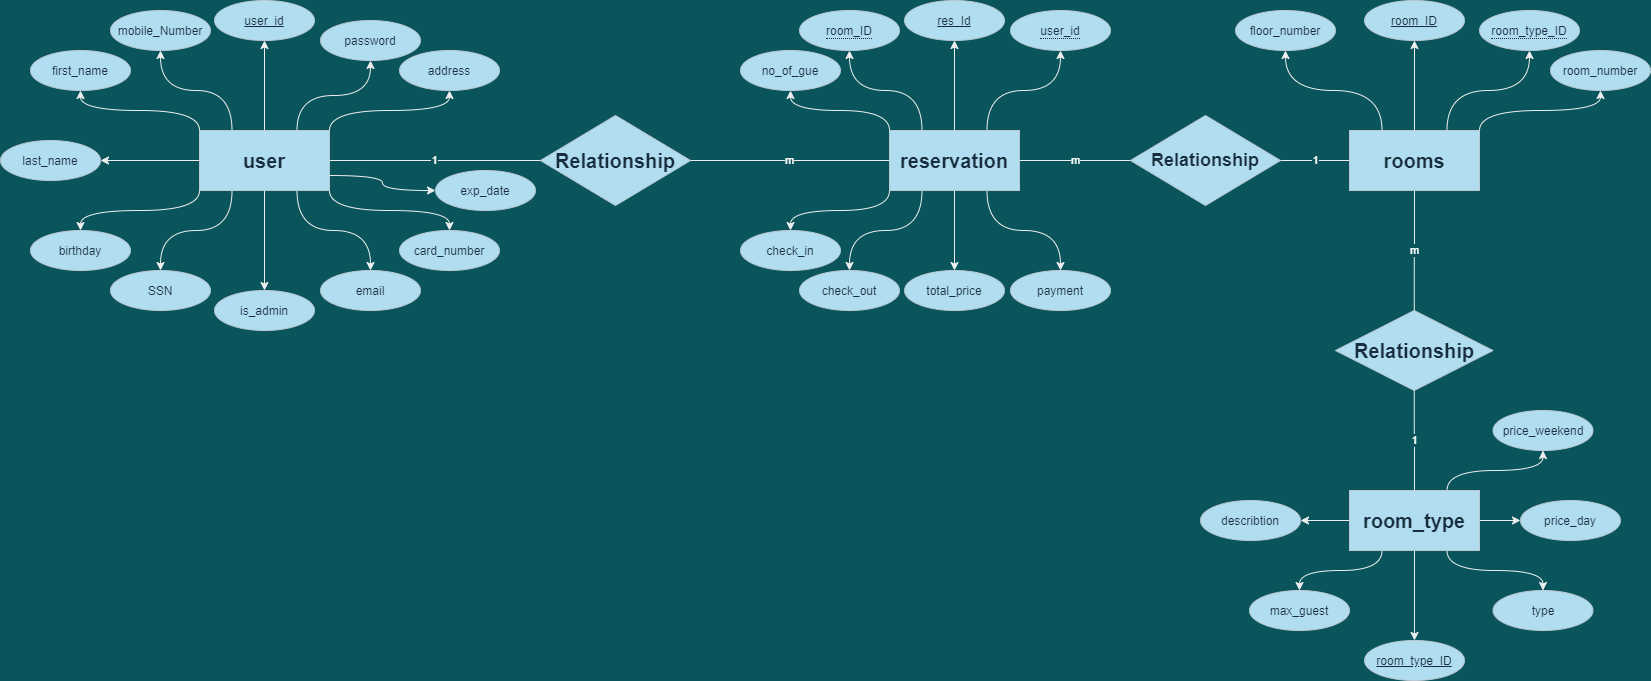 user_id
mobile_Number
password
first_name
address
user
last_name
exp_date
birthday
card_number
SSN
email
is_admin
1
Relationship
m
res_Id
room_ID
user_id
no_of_gue
reservation
check_in
check_out
total_price
payment
m
Relationship
1
room_ID
floor_number
room_type_ID
room_number
rooms
m
Relationship
1
price_weekend
room_type
describtion
price_day
max_guest
type
room_type_ID